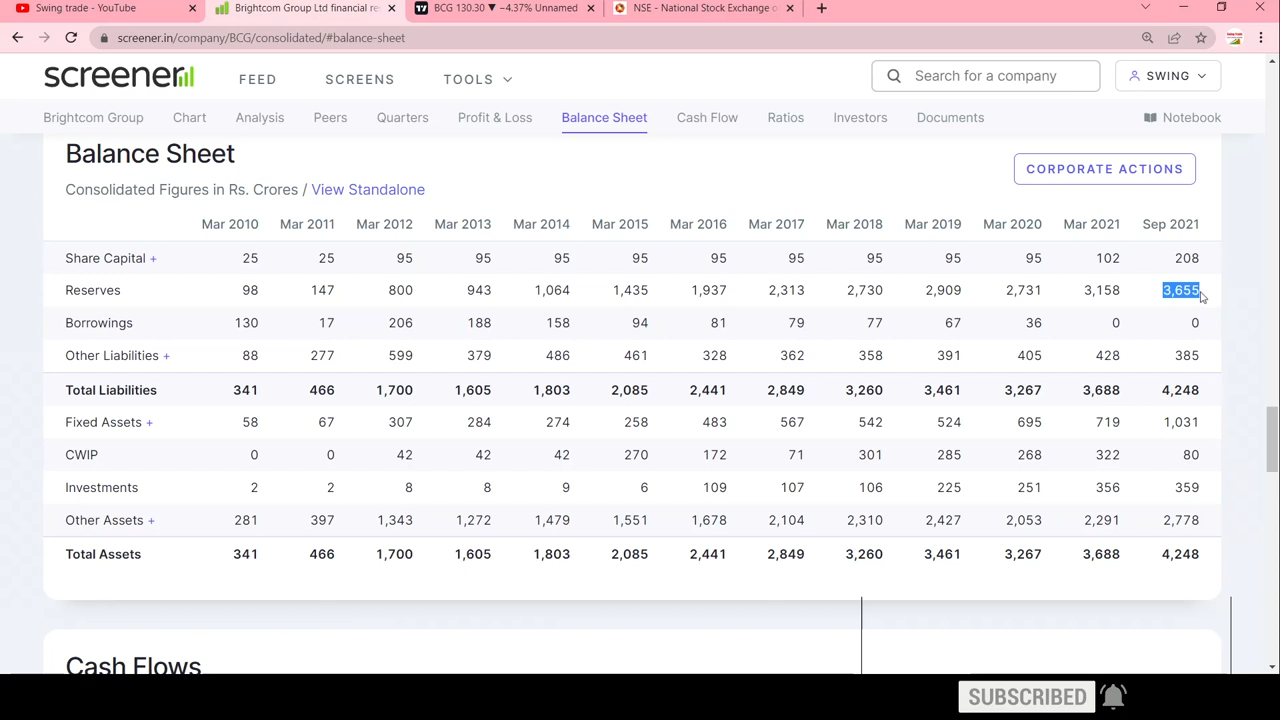 Swing trade - YouTube
Brightcom Group Ltd financial re
BCG 130.30 ▼ −4.37% Unnamed
NSE - National Stock Exchange o
screener.in/company/BCG/consolidated/#balance-sheet
screener FEED SCREENS TOOLS Search for a company SWING
Brightcom Group Chart Analysis Peers Quarters Profit & Loss Balance Sheet Cash Flow Ratios Investors Documents Notebook
Balance Sheet
CORPORATE ACTIONS
Consolidated Figures in Rs. Crores / View Standalone
Mar 2010 Mar 2011 Mar 2012 Mar 2013 Mar 2014 Mar 2015 Mar 2016 Mar 2017 Mar 2018 Mar 2019 Mar 2020 Mar 2021 Sep 2021
Share Capital + 25 25 95 95 95 95 95 95 95 95 95 102 208
Reserves 98 147 800 943 1,064 1,435 1,937 2,313 2,730 2,909 2,731 3,158 3,655
Borrowings 130 17 206 188 158 94 81 79 77 67 36 0 0
Other Liabilities + 88 277 599 379 486 461 328 362 358 391 405 428 385
Total Liabilities 341 466 1,700 1,605 1,803 2,085 2,441 2,849 3,260 3,461 3,267 3,688 4,248
Fixed Assets + 58 67 307 284 274 258 483 567 542 524 695 719 1,031
CWIP 0 0 42 42 42 270 172 71 301 285 268 322 80
Investments 2 2 8 8 9 6 109 107 106 225 251 356 359
Other Assets + 281 397 1,343 1,272 1,479 1,551 1,678 2,104 2,310 2,427 2,053 2,291 2,778
Total Assets 341 466 1,700 1,605 1,803 2,085 2,441 2,849 3,260 3,461 3,267 3,688 4,248
Cash Flows
SUBSCRIBED